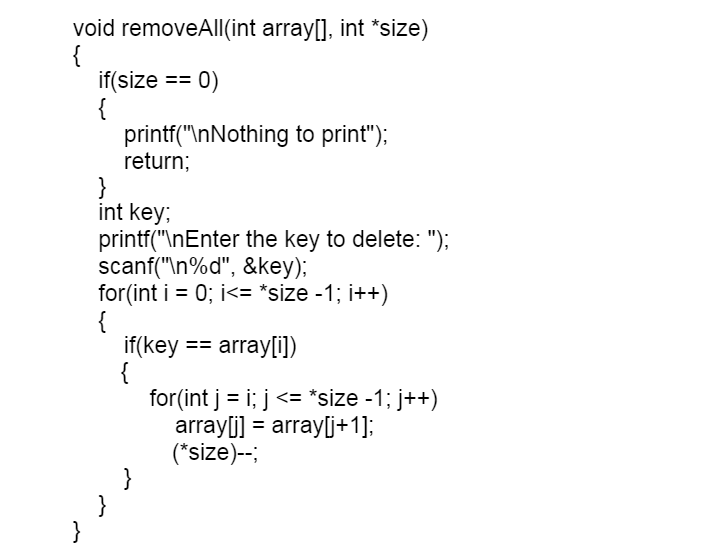 void removeAll(int array[], int *size)
{
if(size == 0)
{
printf("\nNothing to print");
return;
}
int key;
printf("\nEnter the key to delete: ");
scanf("\n%d", &key);
for(int i = 0; i<= *size -1; i++)
{
if(key == array[i])
{
for(int j = i; j <= *size -1; j++)
array[j] = array[j+1];
(*size)--;
}
}
}